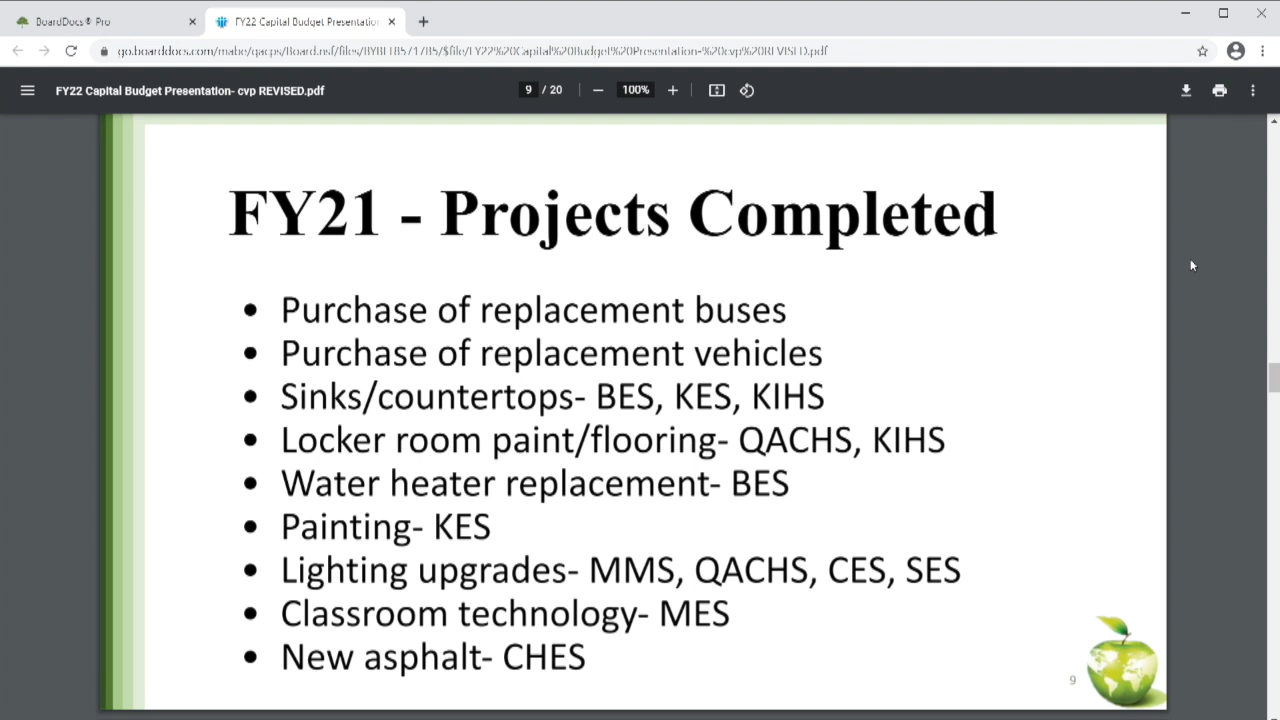 BoardDocs® Pro
FY22 Capital Budget Presentation
FY22 Capital Budget Presentation- cvp REVISED.pdf
9 / 20
100%
FY21 - Projects Completed
• Purchase of replacement buses
• Purchase of replacement vehicles
• Sinks/countertops- BES, KES, KIHS
• Locker room paint/flooring- QACHS, KIHS
• Water heater replacement- BES
• Painting- KES
• Lighting upgrades- MMS, QACHS, CES, SES
• Classroom technology- MES
• New asphalt- CHES
9